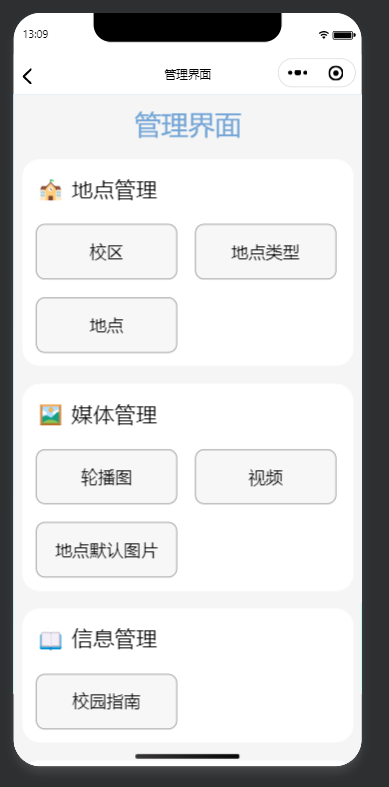 13:09
管理界面
管理界面
地点管理
校区
地点类型
地点
媒体管理
轮播图
视频
地点默认图片
信息管理
校园指南